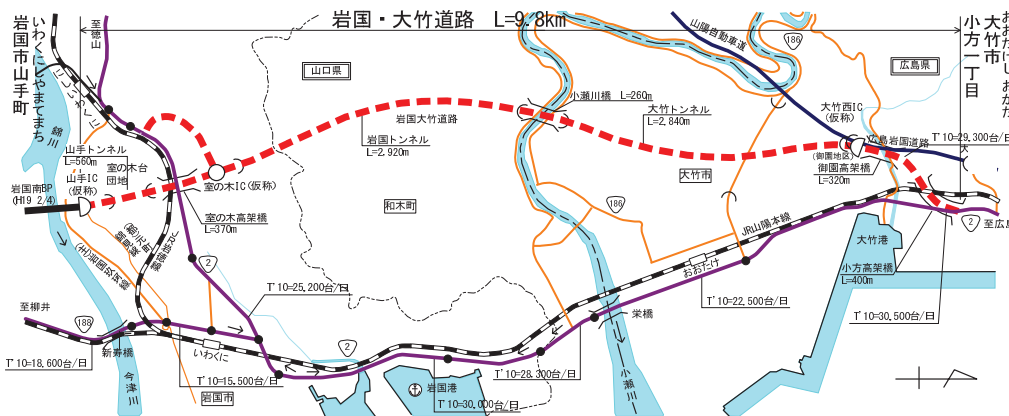 岩国・大竹道路　L=9.8km
いわくにしやまてまち
岩国市山手町
おおたけし おがた
大竹市
小方一丁目
至徳山
山口県
広島県
山陽自動車道
186
にしいわくに
錦川
山手トンネル
L=560m
山手IC
(仮称)
岩国南BP
(H19 2/4)
室の木台
団地
室の木IC(仮称)
室の木高架橋
L=370m
岩国大竹道路
岩国トンネル
L=2,920m
小瀬川橋　L=260m
大竹トンネル
L=2,840m
大竹西IC
(仮称)
広島岩国道路
(御園地区)
御園高架橋
L=320m
T'10=29,300台/日
和木町
大竹市
186
JR山陽本線
おおたけ
大竹港
小方高架橋
L=400m
2
至広島
T'10=30,500台/日
T'10=22,500台/日
JR岩徳線
2
T'10=25,200台/日
至柳井
188
新寿橋
T'10=18,600台/日
今津川
いわくに
T'10=15,500台/日
岩国市
2
岩国港
T'10=30,000台/日
T'10=28,300台/日
栄橋
小瀬川